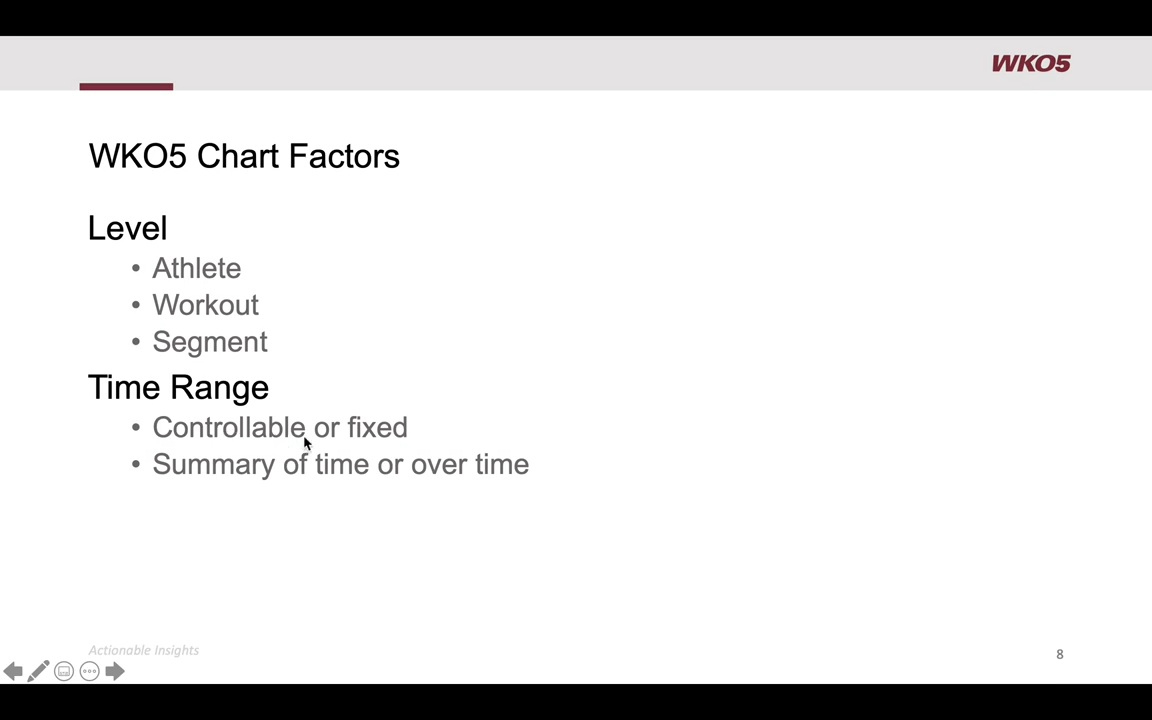 WKO5
WKO5 Chart Factors
Level
• Athlete
• Workout
• Segment
Time Range
• Controllable or fixed
• Summary of time or over time
Actionable Insights
8